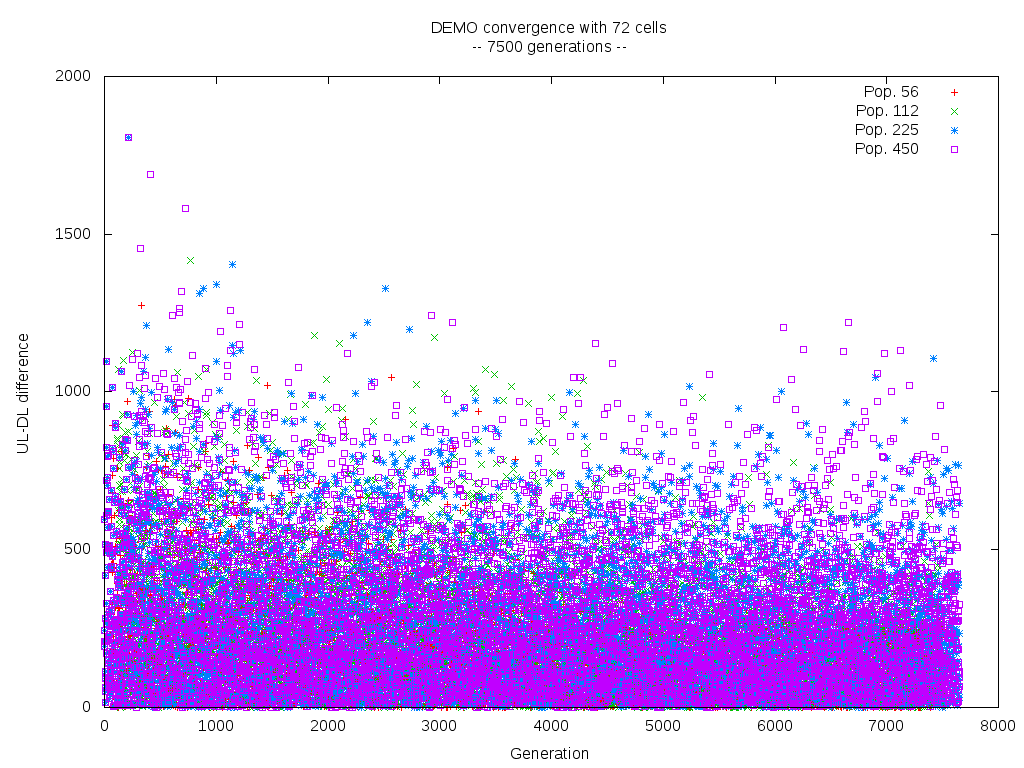 DEMO convergence with 72 cells
-- 7500 generations --
2000
1500
1000
500
0
UL-DL difference
Pop. 56
Pop. 112
Pop. 225
Pop. 450
0 1000 2000 3000 4000 5000 6000 7000 8000
Generation